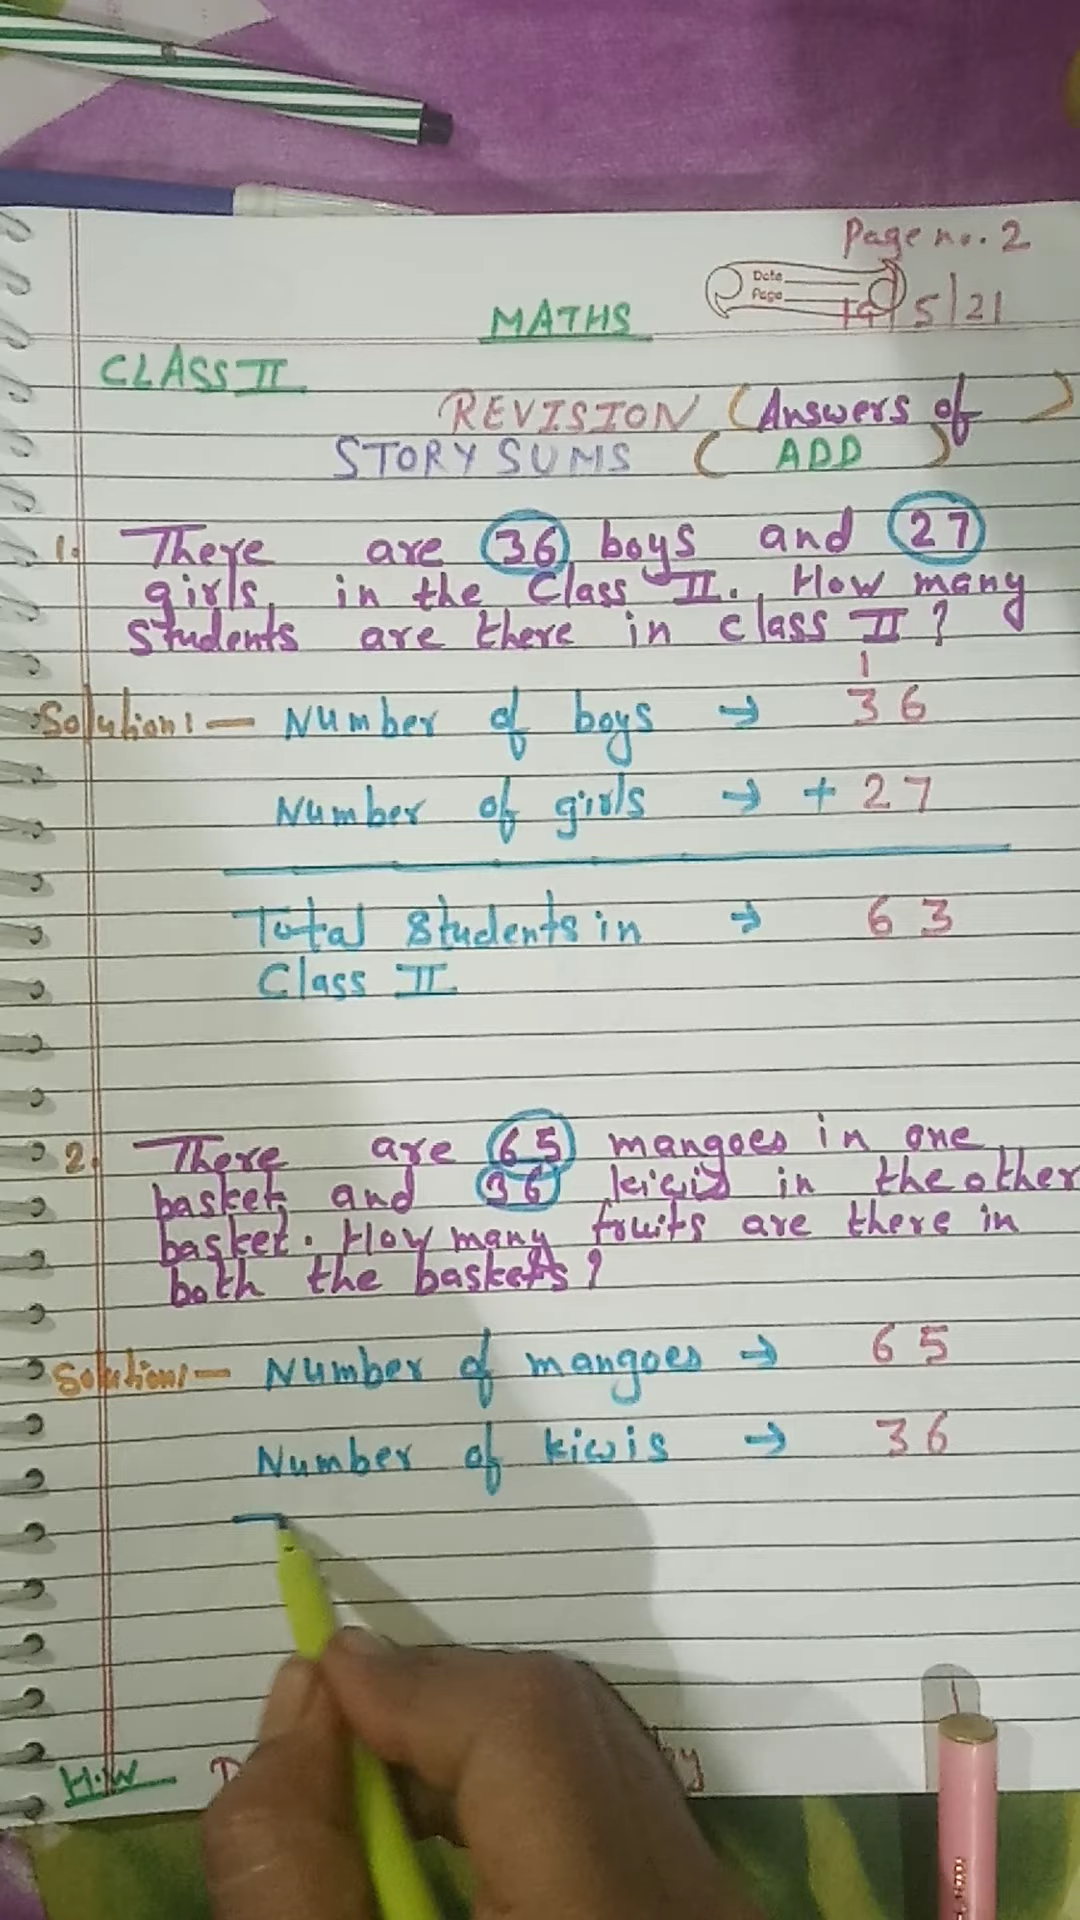 Page no. 2
Date
Page
19/5/21
MATHS
CLASS II
REVISION (Answers of )
STORY SUMS ( ADD )
1. There are 36 boys and 27
girls, in the Class II. How many
students are there in class II ?
1
Solution:- Number of boys → 36
Number of girls → + 27
Total Students in → 63
Class II
2. There are 65 mangoes in one
basket, and 36 kiwis in the other
basket. How many fruits are there in
both the baskets?
Solution:- Number of mangoes → 65
Number of kiwis → 36
H.W